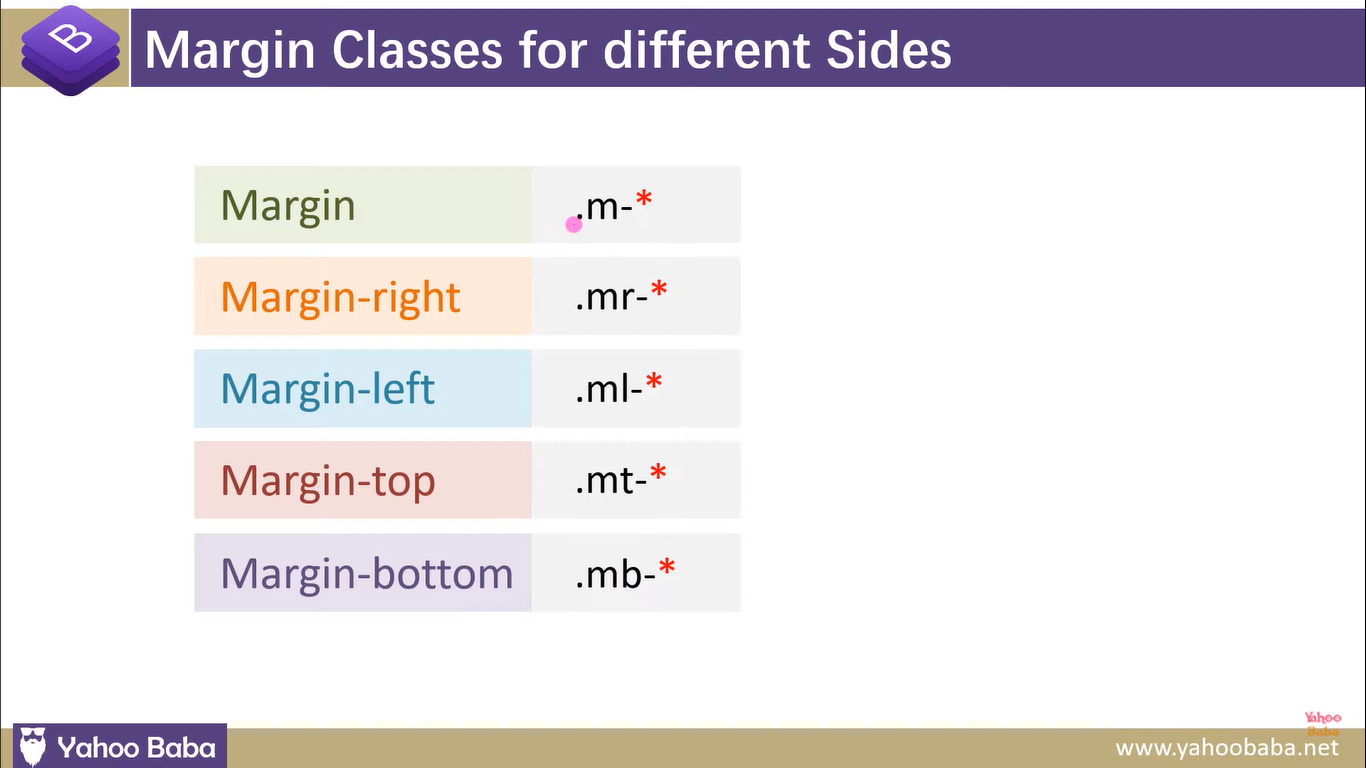 B
Margin Classes for different Sides
Margin .m-*
Margin-right .mr-*
Margin-left .ml-*
Margin-top .mt-*
Margin-bottom .mb-*
Yahoo
Baba
Yahoo Baba www.yahoobaba.net